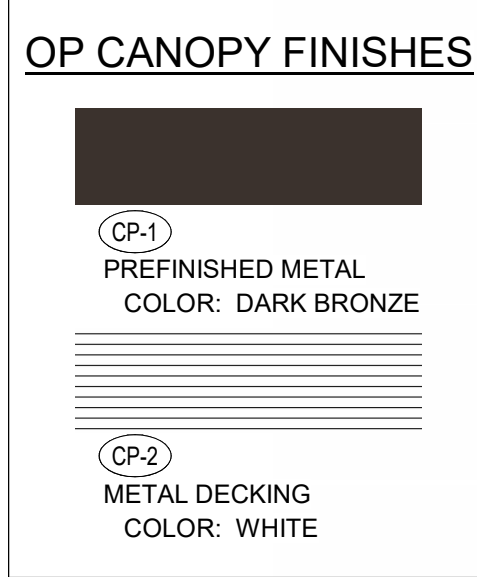 OP CANOPY FINISHES
CP-1
PREFINISHED METAL
COLOR: DARK BRONZE
CP-2
METAL DECKING
COLOR: WHITE